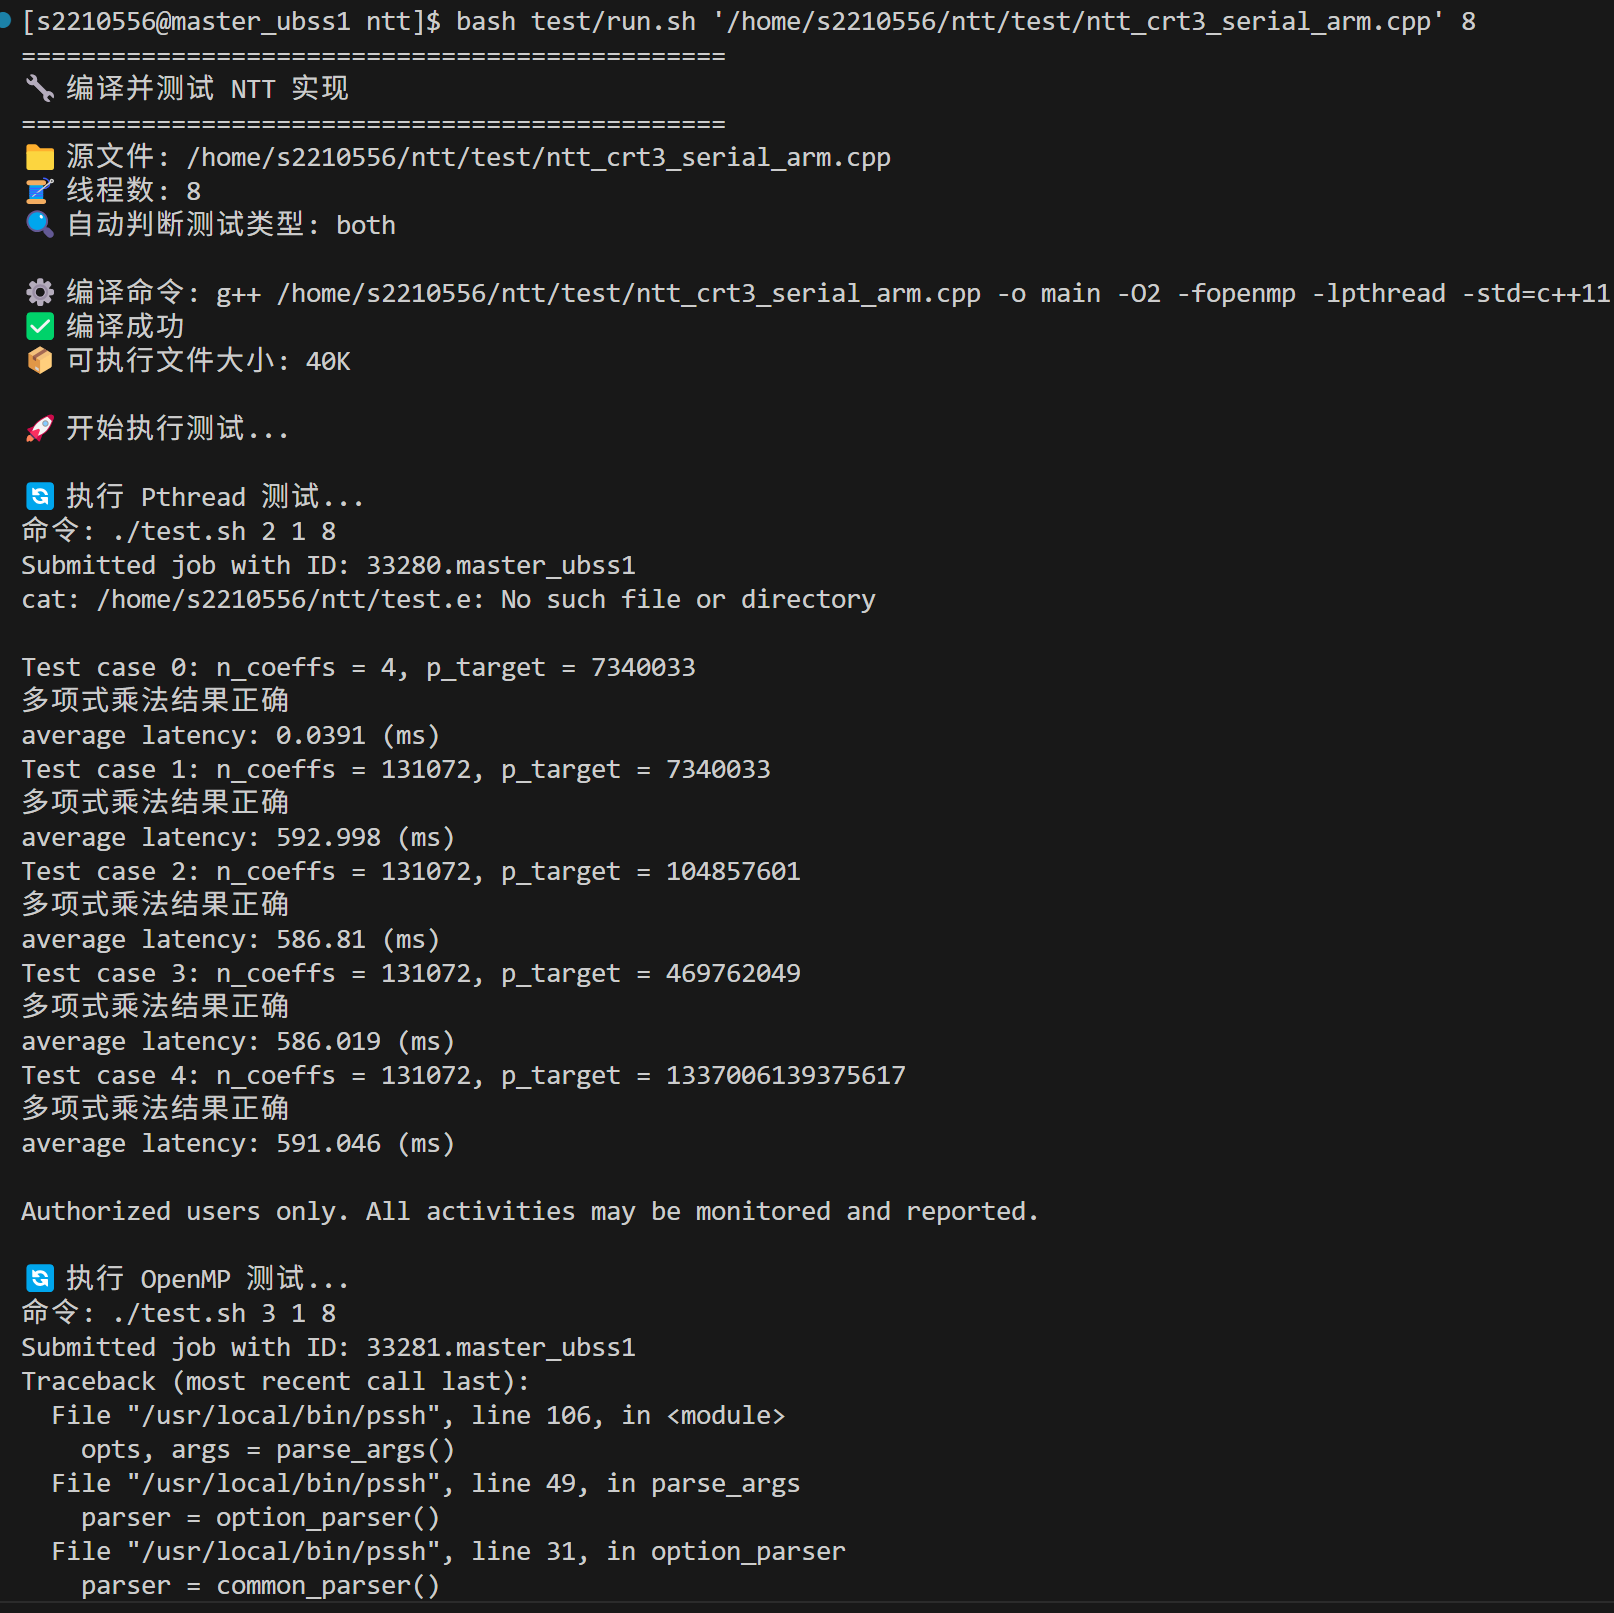 [s2210556@master_ubss1 ntt]$ bash test/run.sh '/home/s2210556/ntt/test/ntt_crt3_serial_arm.cpp' 8
===============================================
🔧 编译并测试 NTT 实现
===============================================
📁 源文件: /home/s2210556/ntt/test/ntt_crt3_serial_arm.cpp
🧵 线程数: 8
🔍 自动判断测试类型: both

⚙️ 编译命令: g++ /home/s2210556/ntt/test/ntt_crt3_serial_arm.cpp -o main -O2 -fopenmp -lpthread -std=c++11
✅ 编译成功
📦 可执行文件大小: 40K

🚀 开始执行测试...

🔄 执行 Pthread 测试...
命令: ./test.sh 2 1 8
Submitted job with ID: 33280.master_ubss1
cat: /home/s2210556/ntt/test.e: No such file or directory

Test case 0: n_coeffs = 4, p_target = 7340033
多项式乘法结果正确
average latency: 0.0391 (ms)
Test case 1: n_coeffs = 131072, p_target = 7340033
多项式乘法结果正确
average latency: 592.998 (ms)
Test case 2: n_coeffs = 131072, p_target = 104857601
多项式乘法结果正确
average latency: 586.81 (ms)
Test case 3: n_coeffs = 131072, p_target = 469762049
多项式乘法结果正确
average latency: 586.019 (ms)
Test case 4: n_coeffs = 131072, p_target = 1337006139375617
多项式乘法结果正确
average latency: 591.046 (ms)

Authorized users only. All activities may be monitored and reported.

🔄 执行 OpenMP 测试...
命令: ./test.sh 3 1 8
Submitted job with ID: 33281.master_ubss1
Traceback (most recent call last):
  File "/usr/local/bin/pssh", line 106, in <module>
    opts, args = parse_args()
  File "/usr/local/bin/pssh", line 49, in parse_args
    parser = option_parser()
  File "/usr/local/bin/pssh", line 31, in option_parser
    parser = common_parser()